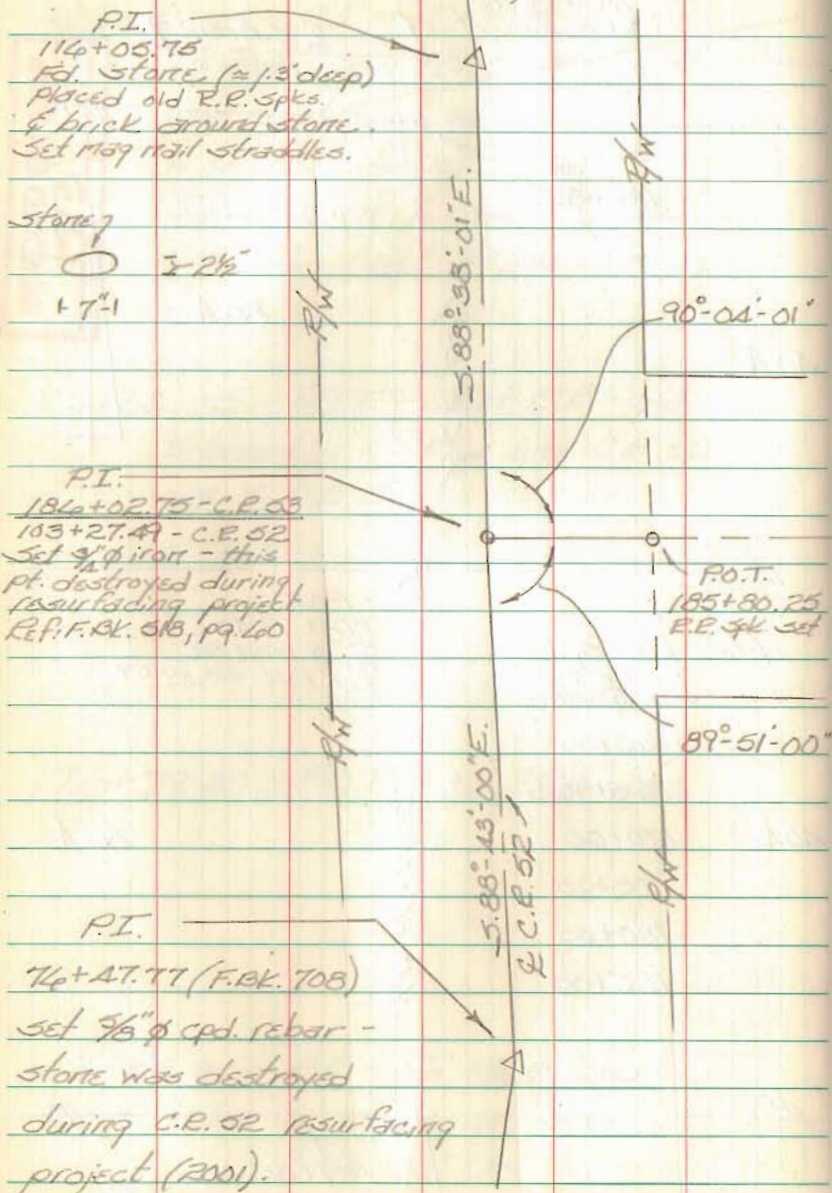 P.I.
116+05.75
Fd. stone (≈1.3' deep)
placed old R.R. spks.
& brick around stone.
Set mag nail straddles.
R/W
S.88°-38'-01"E.
stone
2½"
7"
R/W
90°-04'-01"
P.I.
186+02.75 - C.R. 53
103+27.49 - C.R. 52
Set ¾"ø iron - this
pt. destroyed during
resurfacing project
Ref: F.BK. 518, pg. 60
P.O.T.
185+80.25
R.R. spk. set
R/W
89°-51'-00"
S.88°-43'-00"E.
℄ C.R. 52
R/W
P.I.
76+47.77 (F.BK. 708)
set 5/8"ø cpd. rebar -
stone was destroyed
during C.R. 52 resurfacing
project (2001).